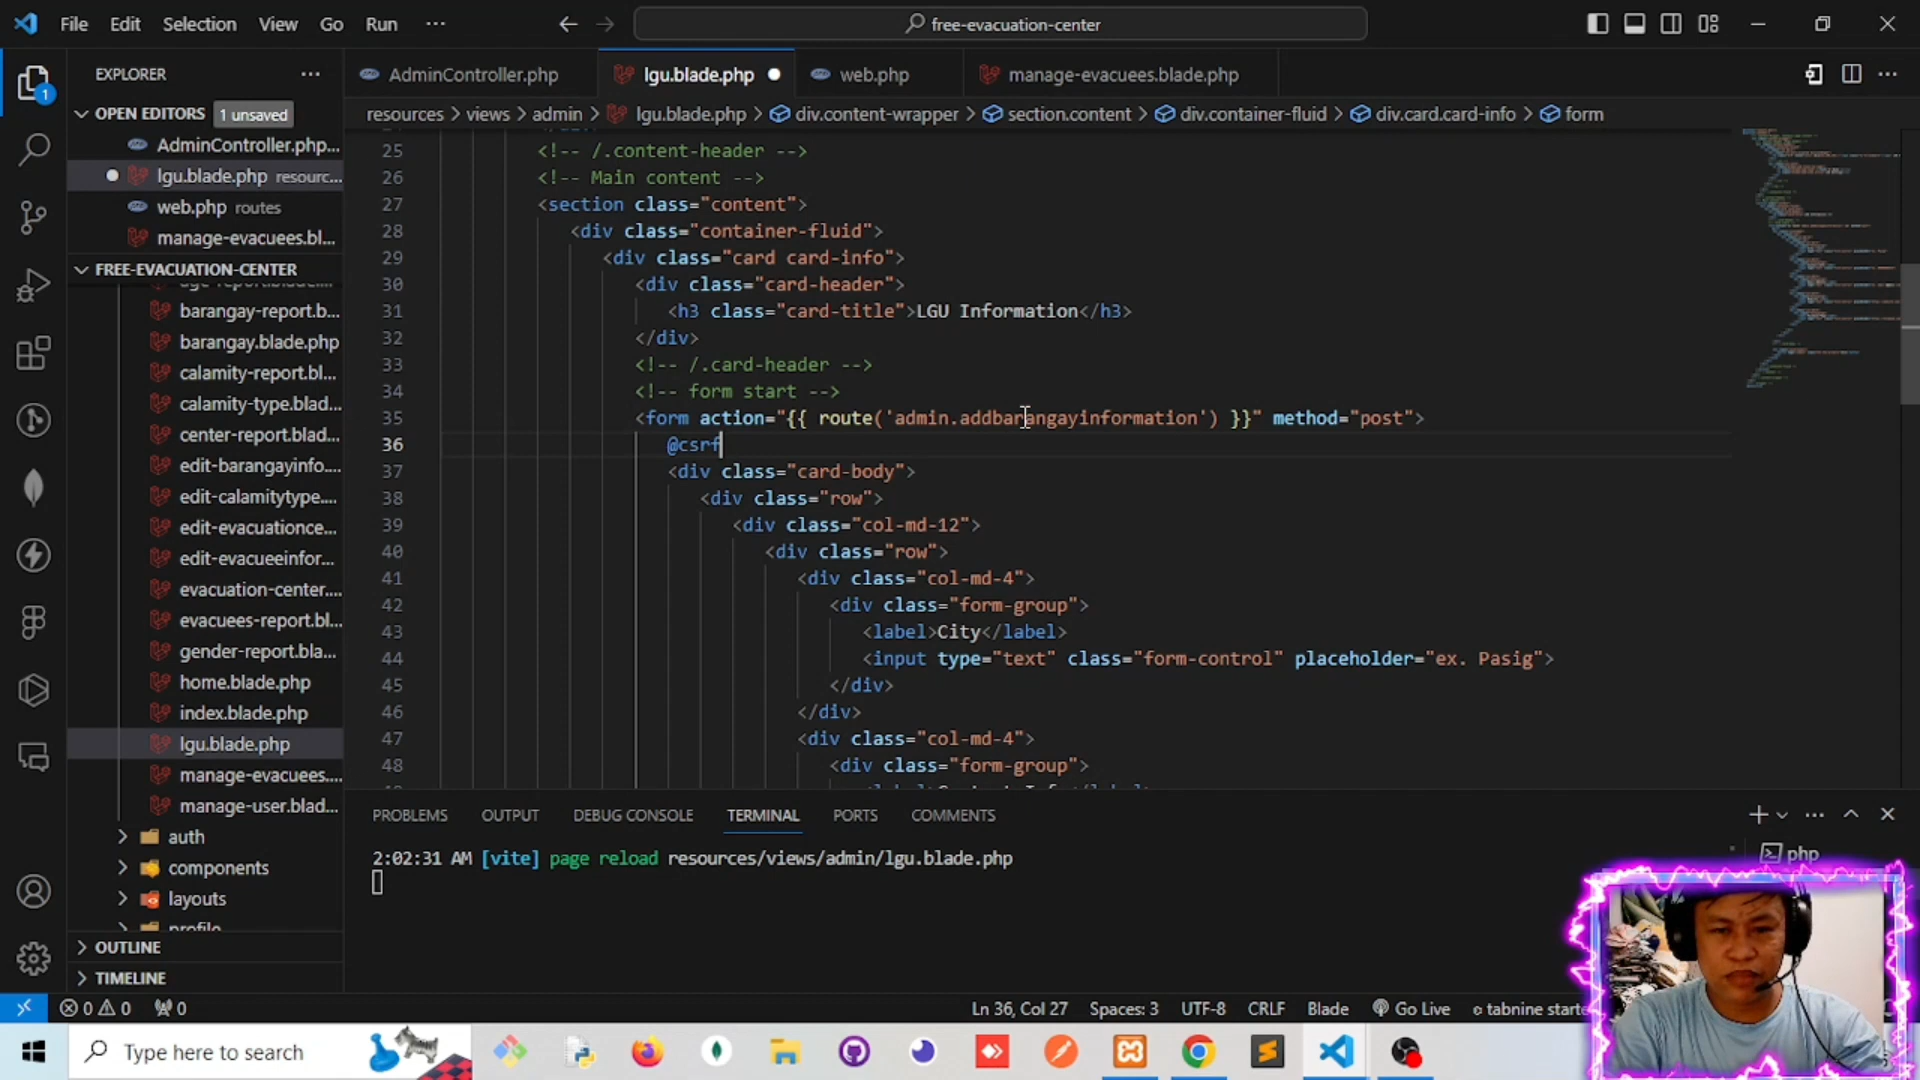 File Edit Selection View Go Run ···
free-evacuation-center
EXPLORER
AdminController.php
lgu.blade.php
web.php
manage-evacuees.blade.php
OPEN EDITORS 1 unsaved
AdminController.php...
lgu.blade.php resourc...
web.php routes
manage-evacuees.bl...
FREE-EVACUATION-CENTER
barangay-report.b...
barangay.blade.php
calamity-report.bl...
calamity-type.blad...
center-report.blad...
edit-barangayinfo....
edit-calamitytype....
edit-evacuationce...
edit-evacueeinfor...
evacuation-center....
evacuees-report.bl...
gender-report.bla...
home.blade.php
index.blade.php
lgu.blade.php
manage-evacuees....
manage-user.blad...
auth
components
layouts
profile
OUTLINE
TIMELINE
resources > views > admin > lgu.blade.php > div.content-wrapper > section.content > div.container-fluid > div.card.card-info > form
25 <!-- /.content-header -->
26 <!-- Main content -->
27 <section class="content">
28 <div class="container-fluid">
29 <div class="card card-info">
30 <div class="card-header">
31 <h3 class="card-title">LGU Information</h3>
32 </div>
33 <!-- /.card-header -->
34 <!-- form start -->
35 <form action="{{ route('admin.addbarangayinformation') }}" method="post">
36 @csrf
37 <div class="card-body">
38 <div class="row">
39 <div class="col-md-12">
40 <div class="row">
41 <div class="col-md-4">
42 <div class="form-group">
43 <label>City</label>
44 <input type="text" class="form-control" placeholder="ex. Pasig">
45 </div>
46 </div>
47 <div class="col-md-4">
48 <div class="form-group">
PROBLEMS OUTPUT DEBUG CONSOLE TERMINAL PORTS COMMENTS
2:02:31 AM [vite] page reload resources/views/admin/lgu.blade.php
php
0 0 0
Ln 36, Col 27 Spaces: 3 UTF-8 CRLF Blade Go Live tabnine starte
Type here to search